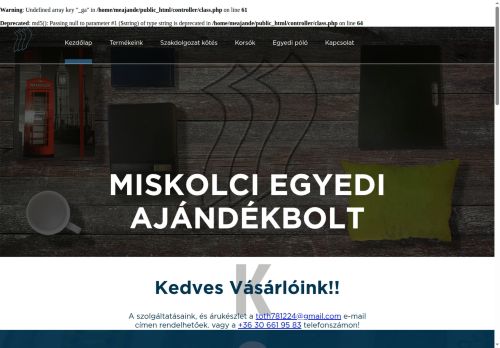 Warning: Undefined array key "_ga" in /home/meajande/public_html/controller/class.php on line 61
Deprecated: md5(): Passing null to parameter #1 ($string) of type string is deprecated in /home/meajande/public_html/controller/class.php on line 64
Kezdőlap Termékeink Szakdolgozat kötés Korsók Egyedi póló Kapcsolat
MISKOLCI EGYEDI
AJÁNDÉKBOLT
K
Kedves Vásárlóink!!
A szolgáltatásaink, és árukészlet a toth781224@gmail.com e-mail
címen rendelhetőek. vagy a +36 30 661 95 83 telefonszámon!